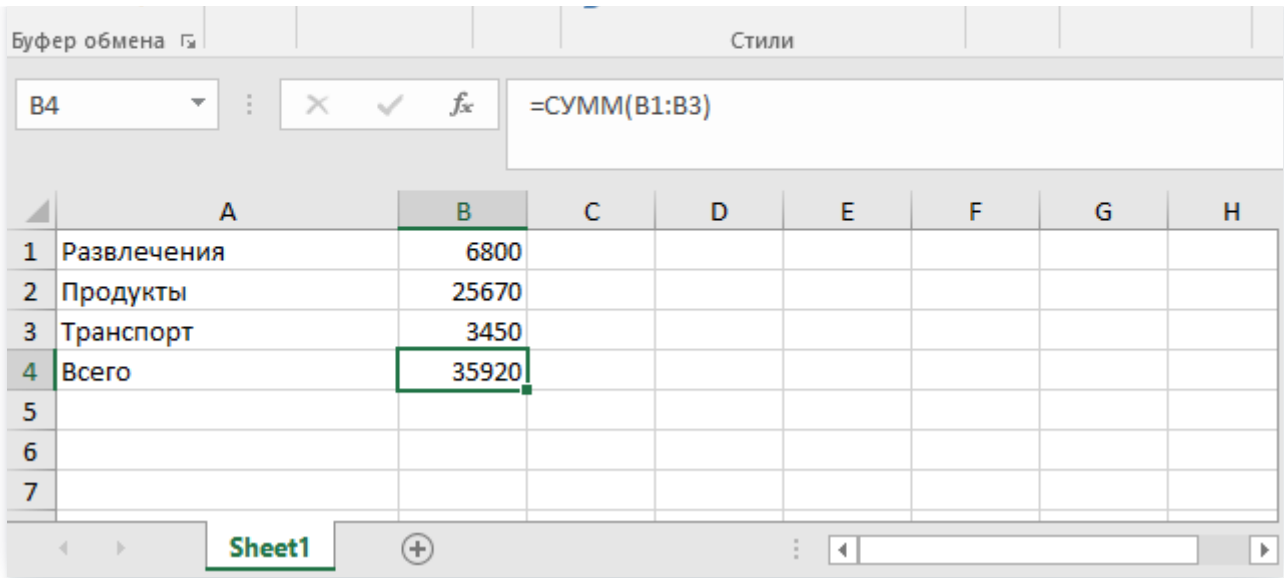 Буфер обмена Стили
B4 fx =СУММ(B1:B3)
A B C D E F G H
1 Развлечения 6800
2 Продукты 25670
3 Транспорт 3450
4 Всего 35920
5
6
7
Sheet1